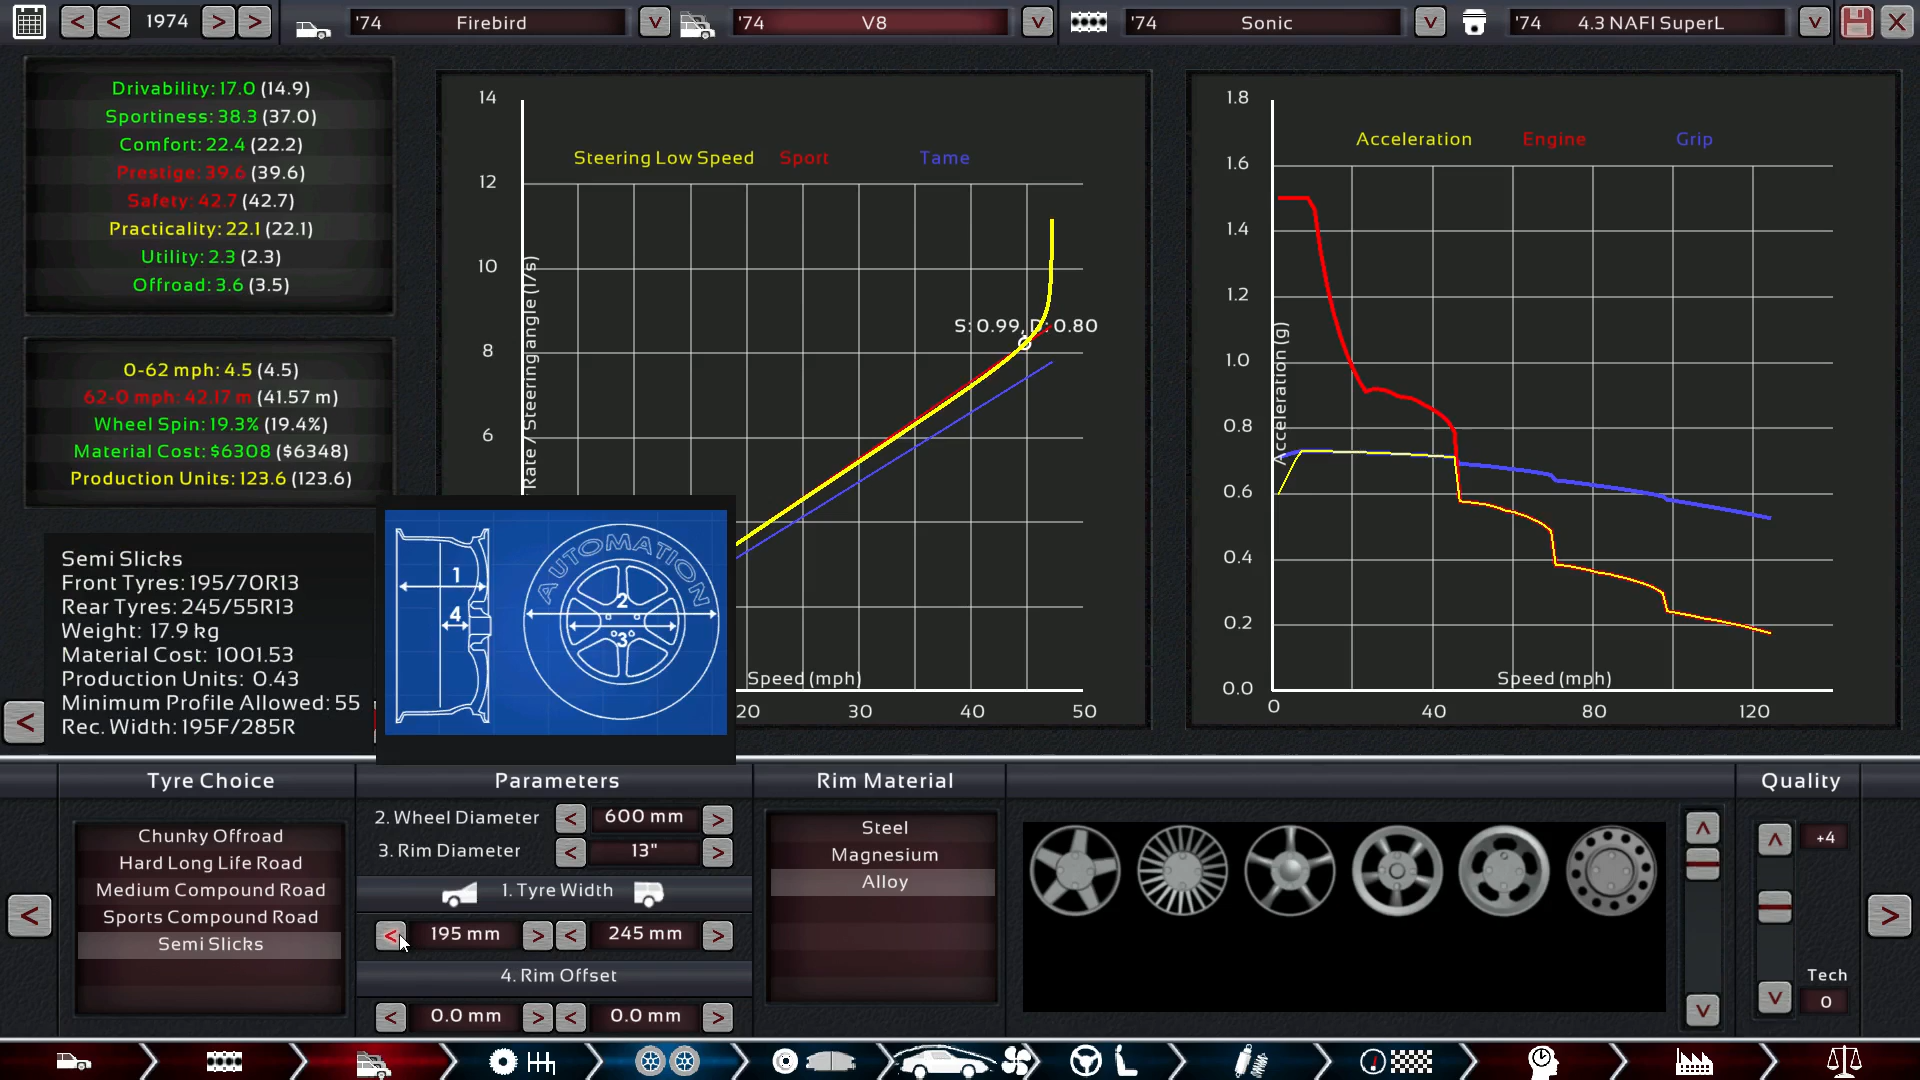 1974
'74 Firebird
'74 V8
'74 Sonic
'74 4.3 NAFI SuperL
Drivability: 17.0 (14.9)
Sportiness: 38.3 (37.0)
Comfort: 22.4 (22.2)
Prestige: 39.6 (39.6)
Safety: 42.7 (42.7)
Practicality: 22.1 (22.1)
Utility: 2.3 (2.3)
Offroad: 3.6 (3.5)
0-62 mph: 4.5 (4.5)
62-0 mph: 42.17 m (41.57 m)
Wheel Spin: 19.3% (19.4%)
Material Cost: $6308 ($6348)
Production Units: 123.6 (123.6)
Semi Slicks
Front Tyres: 195/70R13
Rear Tyres: 245/55R13
Weight: 17.9 kg
Material Cost: 1001.53
Production Units: 0.43
Minimum Profile Allowed: 55
Rec. Width: 195F/285R
AUTOMATION
1
2
3
4
14
12
10
8
6
Steering Low Speed Sport Tame
Rate / Steering angle (1/s)
S: 0.99, D: 0.80
Speed (mph)
20 30 40 50
1.8
1.6
1.4
1.2
1.0
0.8
0.6
0.4
0.2
0.0
Acceleration Engine Grip
Acceleration (g)
Speed (mph)
0 40 80 120
Tyre Choice
Chunky Offroad
Hard Long Life Road
Medium Compound Road
Sports Compound Road
Semi Slicks
Parameters
2. Wheel Diameter < 600 mm >
3. Rim Diameter < 13" >
1. Tyre Width
< 195 mm > < 245 mm >
4. Rim Offset
< 0.0 mm > < 0.0 mm >
Rim Material
Steel
Magnesium
Alloy
Quality
+4
Tech
0